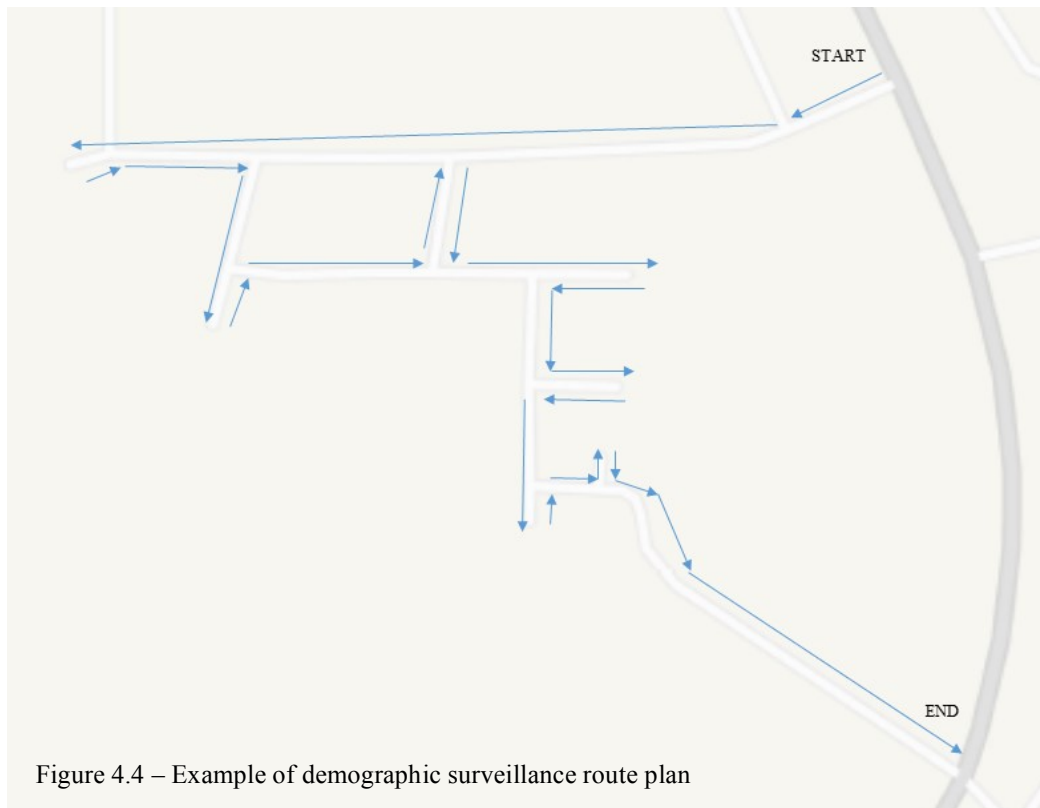 START
END
Figure 4.4 – Example of demographic surveillance route plan